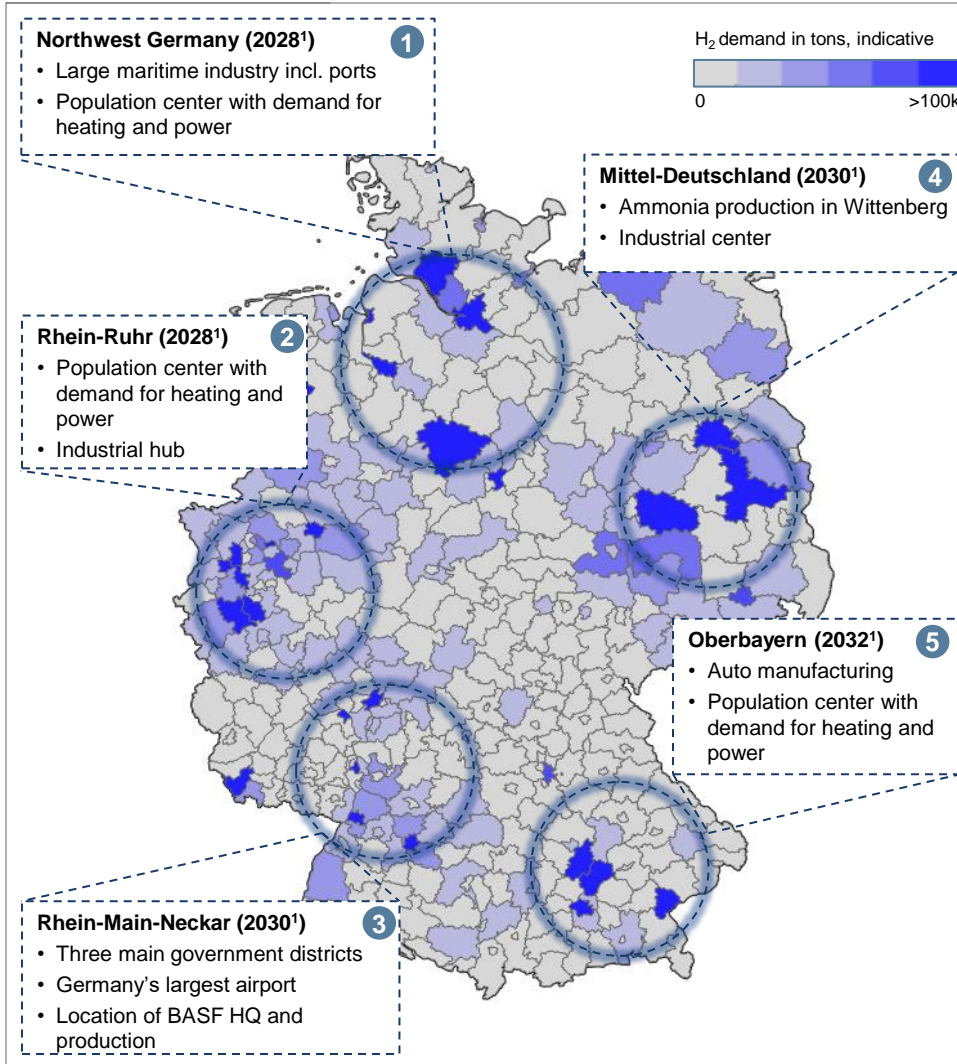 Northwest Germany (2028¹)
1
• Large maritime industry incl. ports
• Population center with demand for
heating and power
H₂ demand in tons, indicative
0
>100k
Mittel-Deutschland (2030¹)
4
• Ammonia production in Wittenberg
• Industrial center
Rhein-Ruhr (2028¹)
2
• Population center with
demand for heating and
power
• Industrial hub
Oberbayern (2032¹)
5
• Auto manufacturing
• Population center with
demand for heating and
power
Rhein-Main-Neckar (2030¹)
3
• Three main government districts
• Germany’s largest airport
• Location of BASF HQ and
production